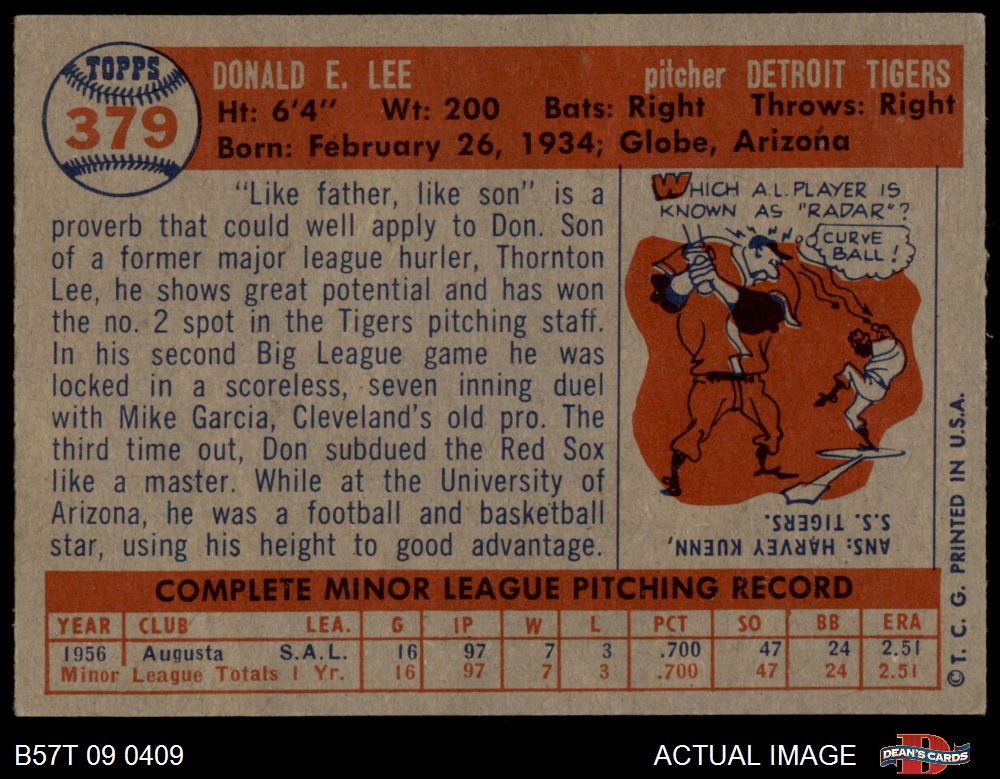 TOPPS
379
DONALD E. LEE pitcher DETROIT TIGERS
Ht: 6'4" Wt: 200 Bats: Right Throws: Right
Born: February 26, 1934; Globe, Arizona
"Like father, like son" is a
proverb that could well apply to Don. Son
of a former major league hurler, Thornton
Lee, he shows great potential and has won
the no. 2 spot in the Tigers pitching staff.
In his second Big League game he was
locked in a scoreless, seven inning duel
with Mike Garcia, Cleveland's old pro. The
third time out, Don subdued the Red Sox
like a master. While at the University of
Arizona, he was a football and basketball
star, using his height to good advantage.
WHICH A.L. PLAYER IS
KNOWN AS "RADAR"?
CURVE
BALL!
ANS: HARVEY KUENN,
S.S. TIGERS.
COMPLETE MINOR LEAGUE PITCHING RECORD
YEAR CLUB LEA. G IP W L PCT SO BB ERA
1956 Augusta S.A.L. 16 97 7 3 .700 47 24 2.51
Minor League Totals 1 Yr. 16 97 7 3 .700 47 24 2.51
© T. C. G. PRINTED IN U.S.A.
B57T 09 0409 ACTUAL IMAGE DEAN'S CARDS